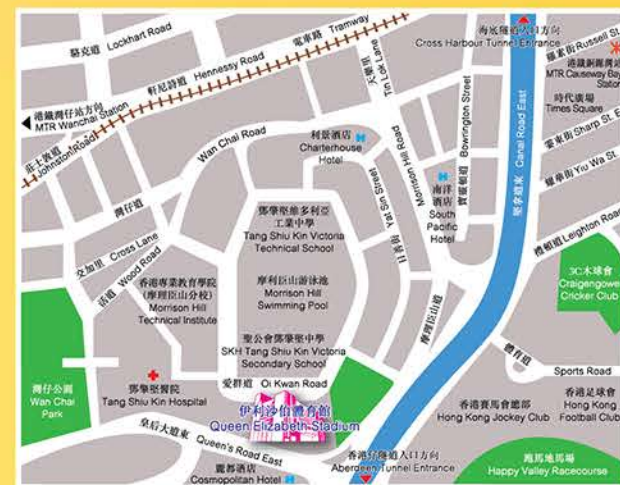 海底隧道入口方向
Cross Harbour Tunnel Entrance
駱克道 Lockhart Road
電車路 Tramway
軒尼詩道 Hennessy Road
天樂里 Tin Lok Lane
羅素街 Russell St.
港鐵銅鑼灣站
MTR Causeway Bay
Station
時代廣場
Times Square
港鐵灣仔站方向
MTR Wanchai Station
莊士敦道
Johnston Road
Wan Chai Road
灣仔道
利景酒店
Charterhouse
Hotel
Morrison Hill Road
摩理臣山道
寶靈頓道 Bowrington Street
堅拿道東 Canal Road East
霎東街 Sharp St. E
耀華街 Yiu Wa St.
禮頓道 Leighton Road
南洋
酒店
South
Pacific
Hotel
日善街 Yat Sin Street
鄧肇堅維多利亞
工業中學
Tang Shiu Kin Victoria
Technical School
交加里 Cross Lane
活道 Wood Road
香港專業教育學院
(摩理臣山分校)
Morrison Hill
Technical Institute
摩利臣山游泳池
Morrison Hill
Swimming Pool
3C木球會
Craigengower
Cricker Club
聖公會鄧肇堅中學
SKH Tang Shiu Kin Victoria
Secondary School
體育道
Sports Road
灣仔公園
Wan Chai
Park
鄧肇堅醫院
Tang Shiu Kin Hospital
愛群道 Oi Kwan Road
伊利沙伯體育館
Queen Elizabeth Stadium
香港賽馬會總部
Hong Kong Jockey Club
香港足球會
Hong Kong
Football Club
皇后大道東 Queen's Road East
麗都酒店
Cosmopolitan Hotel
香港仔隧道入口方向
Aberdeen Tunnel Entrance
跑馬地馬場
Happy Valley Racecourse